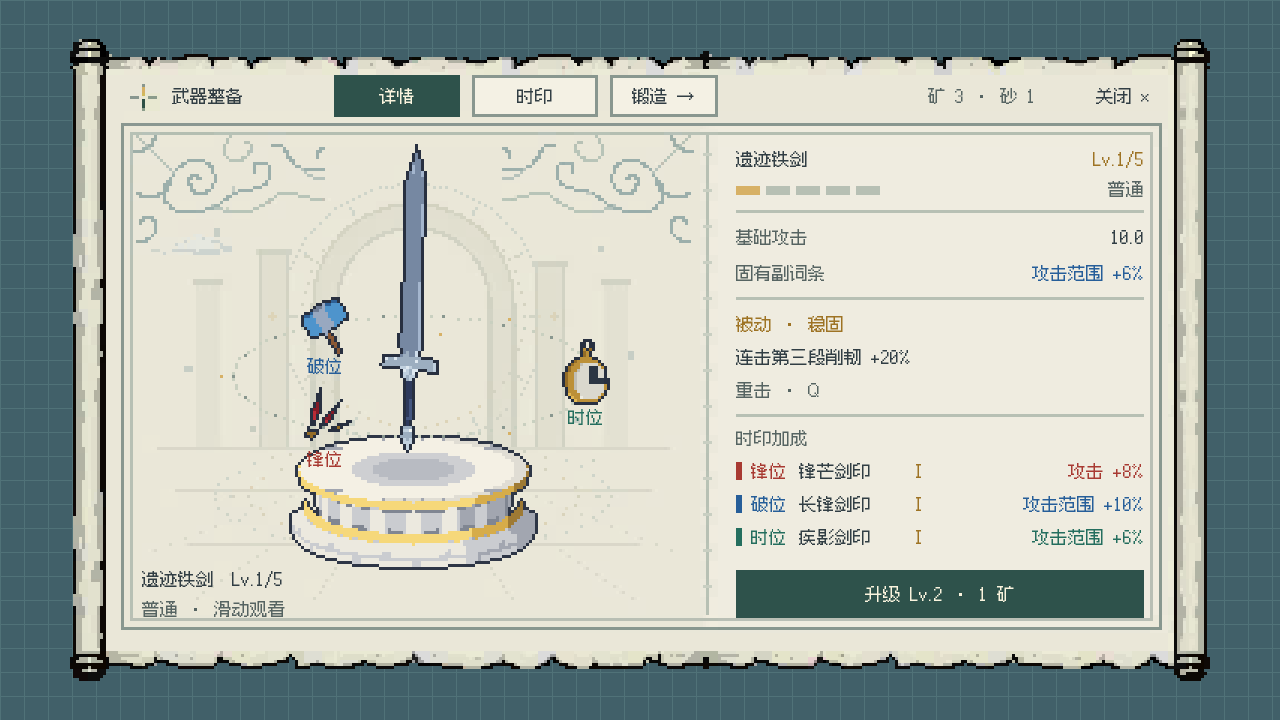 武器整备
详情
时印
锻造 →
矿 3 · 砂 1
关闭 ×
遗迹铁剑 Lv.1/5
普通
基础攻击 10.0
固有副词条 攻击范围 +6%
被动 · 稳固
连击第三段削韧 +20%
重击 · Q
时印加成
锋位 锋芒剑印 I 攻击 +8%
破位 长锋剑印 I 攻击范围 +10%
时位 疾影剑印 I 攻击范围 +6%
升级 Lv.2 · 1 矿
破位
锋位
时位
遗迹铁剑 Lv.1/5
普通 · 滑动观看